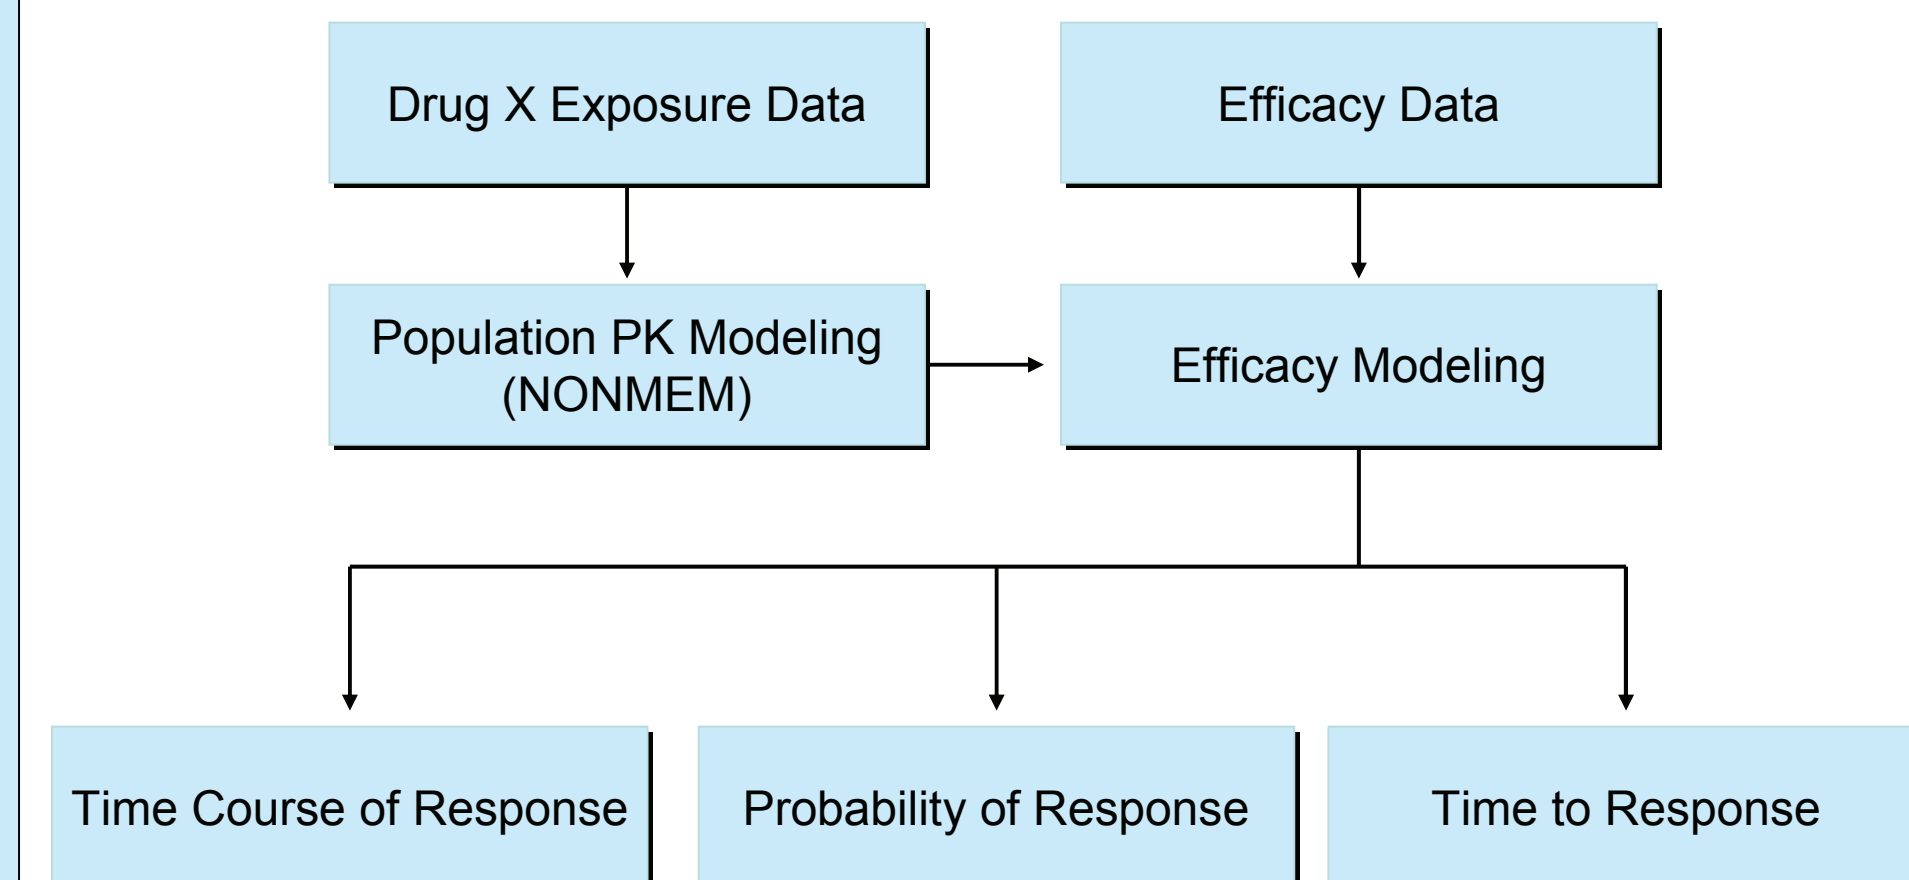 Drug X Exposure Data
Efficacy Data
Population PK Modeling
(NONMEM)
Efficacy Modeling
Time Course of Response
Probability of Response
Time to Response